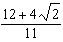 (12 + 4√2) / 11